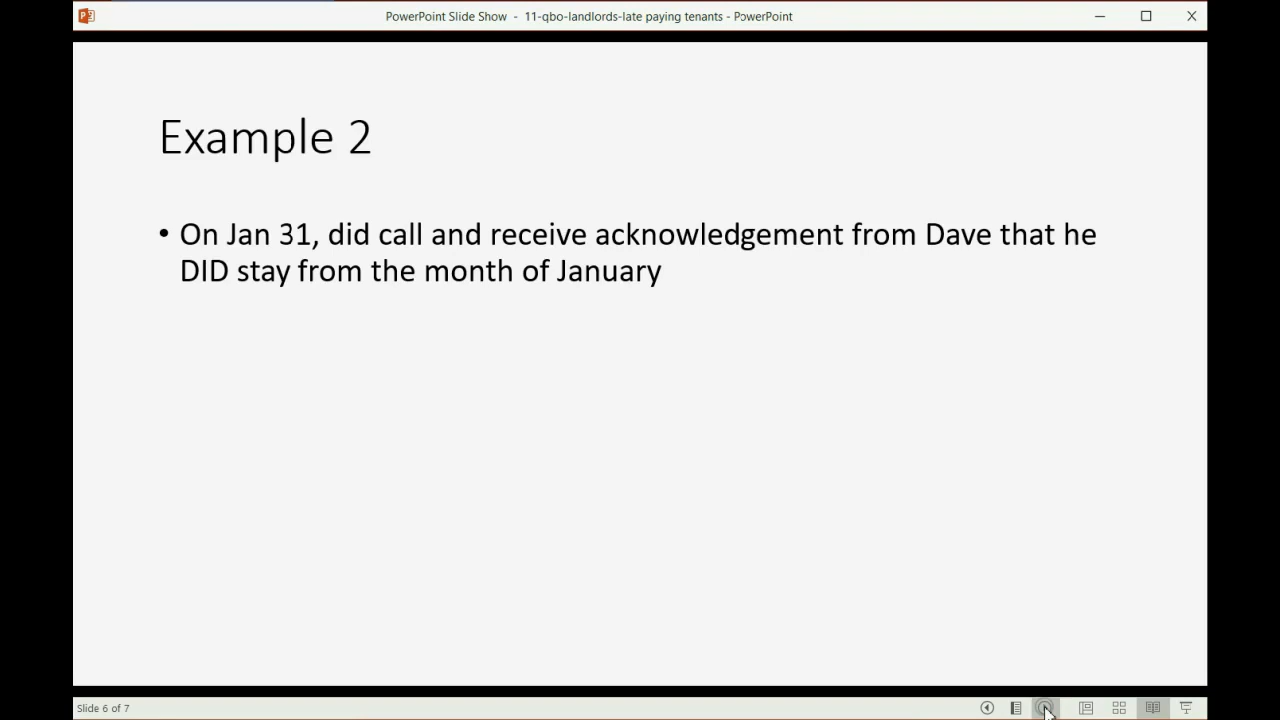 PowerPoint Slide Show - 11-qbo-landlords-late paying tenants - PowerPoint
Example 2
• On Jan 31, did call and receive acknowledgement from Dave that he
DID stay from the month of January
Slide 6 of 7